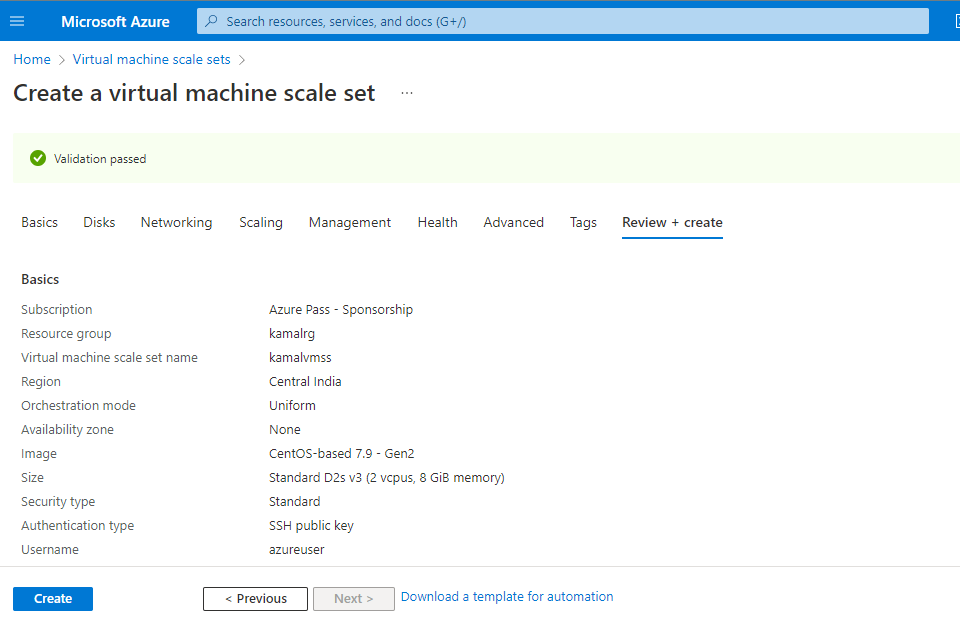 Microsoft Azure
Search resources, services, and docs (G+/)
Home > Virtual machine scale sets >
Create a virtual machine scale set ...
Validation passed
Basics Disks Networking Scaling Management Health Advanced Tags Review + create
Basics
Subscription Azure Pass - Sponsorship
Resource group kamalrg
Virtual machine scale set name kamalvmss
Region Central India
Orchestration mode Uniform
Availability zone None
Image CentOS-based 7.9 - Gen2
Size Standard D2s v3 (2 vcpus, 8 GiB memory)
Security type Standard
Authentication type SSH public key
Username azureuser
Create < Previous Next > Download a template for automation